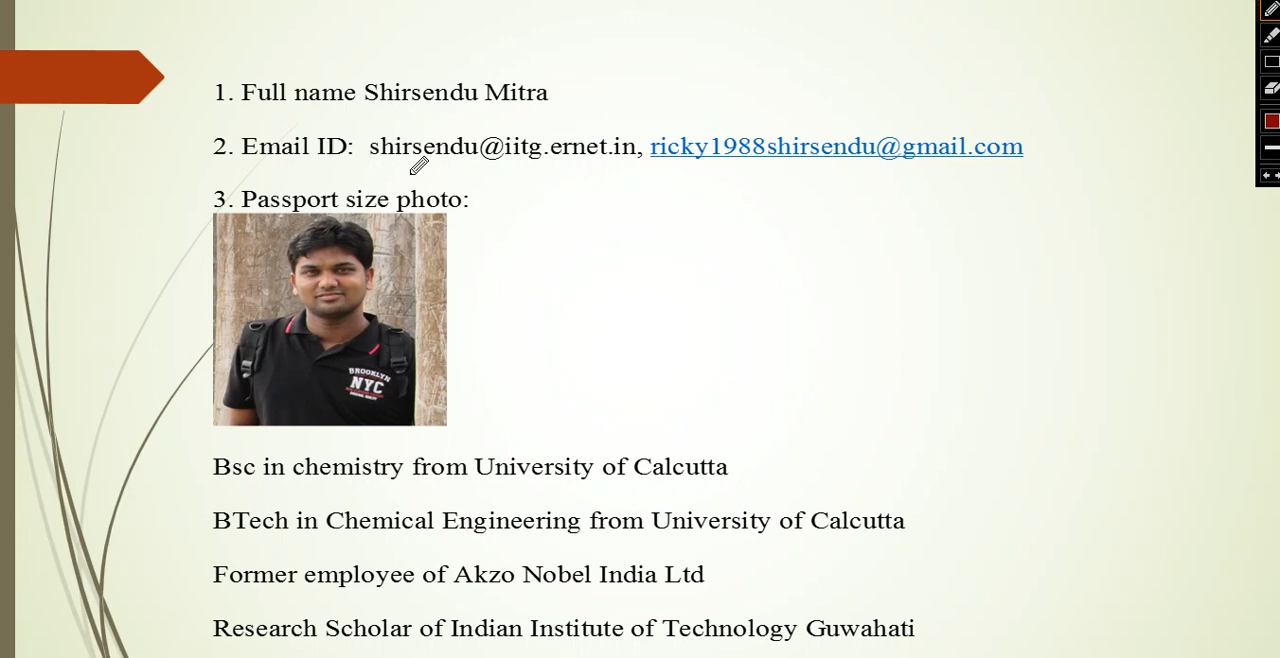 1. Full name Shirsendu Mitra
2. Email ID: shirsendu@iitg.ernet.in, ricky1988shirsendu@gmail.com
3. Passport size photo:
BROOKLYN
NYC
Bsc in chemistry from University of Calcutta
BTech in Chemical Engineering from University of Calcutta
Former employee of Akzo Nobel India Ltd
Research Scholar of Indian Institute of Technology Guwahati